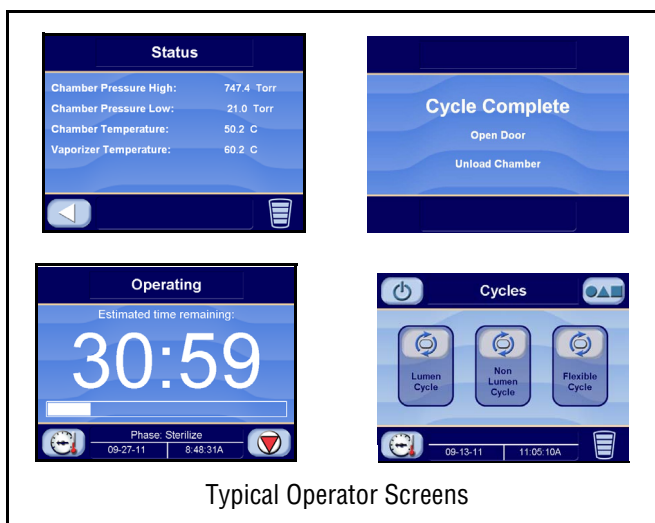 Status
Chamber Pressure High: 747.4 Torr
Chamber Pressure Low: 21.0 Torr
Chamber Temperature: 50.2 C
Vaporizer Temperature: 60.2 C
Cycle Complete
Open Door
Unload Chamber
Operating
Estimated time remaining:
30:59
Phase: Sterilize
09-27-11 8:48:31A
Cycles
Lumen
Cycle
Non
Lumen
Cycle
Flexible
Cycle
09-13-11 11:05:10A
Typical Operator Screens